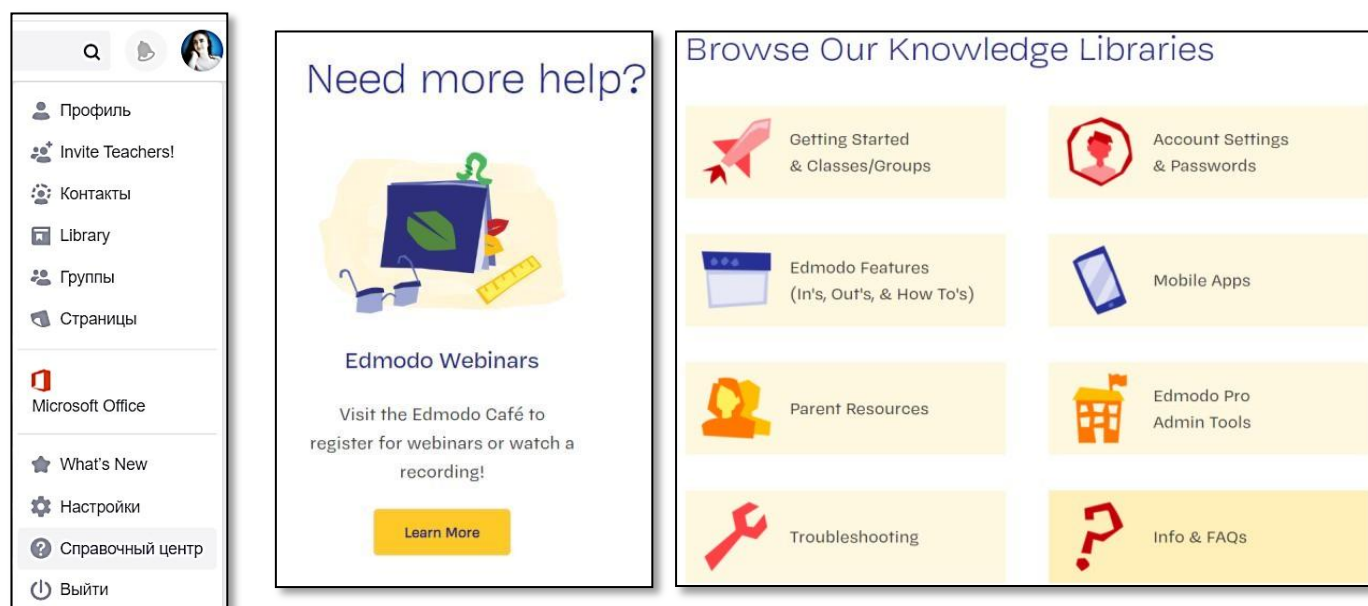 Профиль
Invite Teachers!
Контакты
Library
Группы
Страницы
Microsoft Office
What's New
Настройки
Справочный центр
Выйти
Need more help?
Edmodo Webinars
Visit the Edmodo Café to
register for webinars or watch a
recording!
Learn More
Browse Our Knowledge Libraries
Getting Started
& Classes/Groups
Account Settings
& Passwords
Edmodo Features
(In's, Out's, & How To's)
Mobile Apps
Parent Resources
Edmodo Pro
Admin Tools
Troubleshooting
Info & FAQs